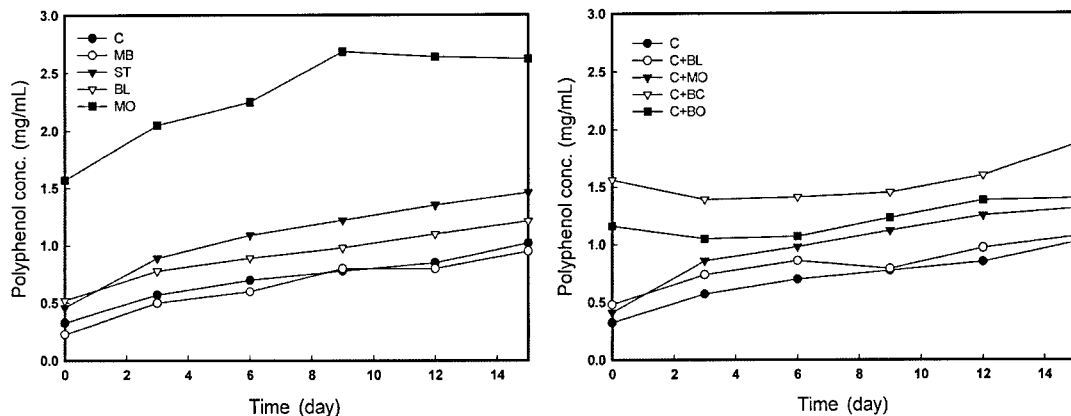 Polyphenol conc. (mg/mL)
3.0
2.5
2.0
1.5
1.0
0.5
0.0
C
MB
ST
BL
MO
0 2 4 6 8 10 12 14
Time (day)
Polyphenol conc. (mg/mL)
3.0
2.5
2.0
1.5
1.0
0.5
0.0
C
C+BL
C+MO
C+BC
C+BO
0 2 4 6 8 10 12 14
Time (day)